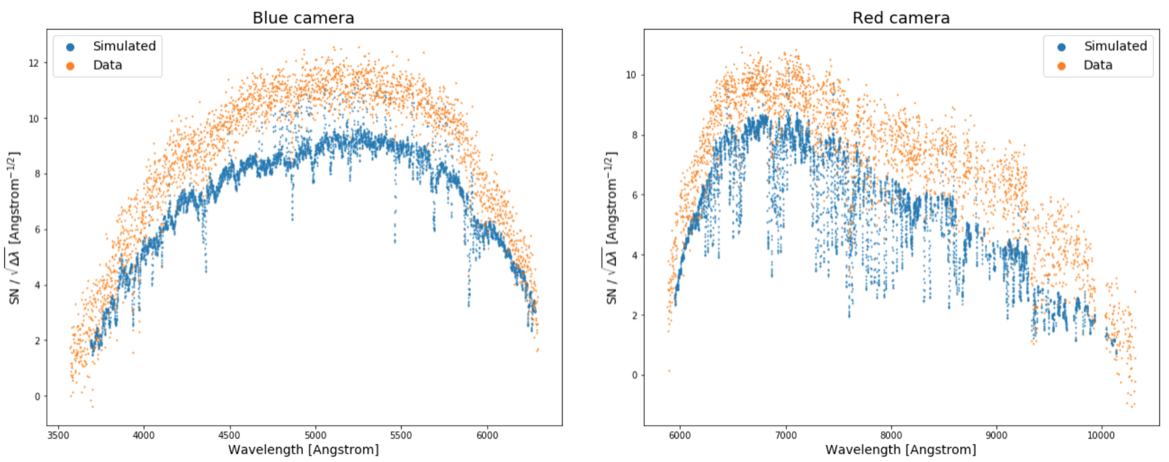 Blue camera
Simulated
Data
12
10
8
6
4
2
0
SN / √Δλ [Angstrom^{-1/2}]
3500 4000 4500 5000 5500 6000
Wavelength [Angstrom]
Red camera
Simulated
Data
10
8
6
4
2
0
SN / √Δλ [Angstrom^{-1/2}]
6000 7000 8000 9000 10000
Wavelength [Angstrom]